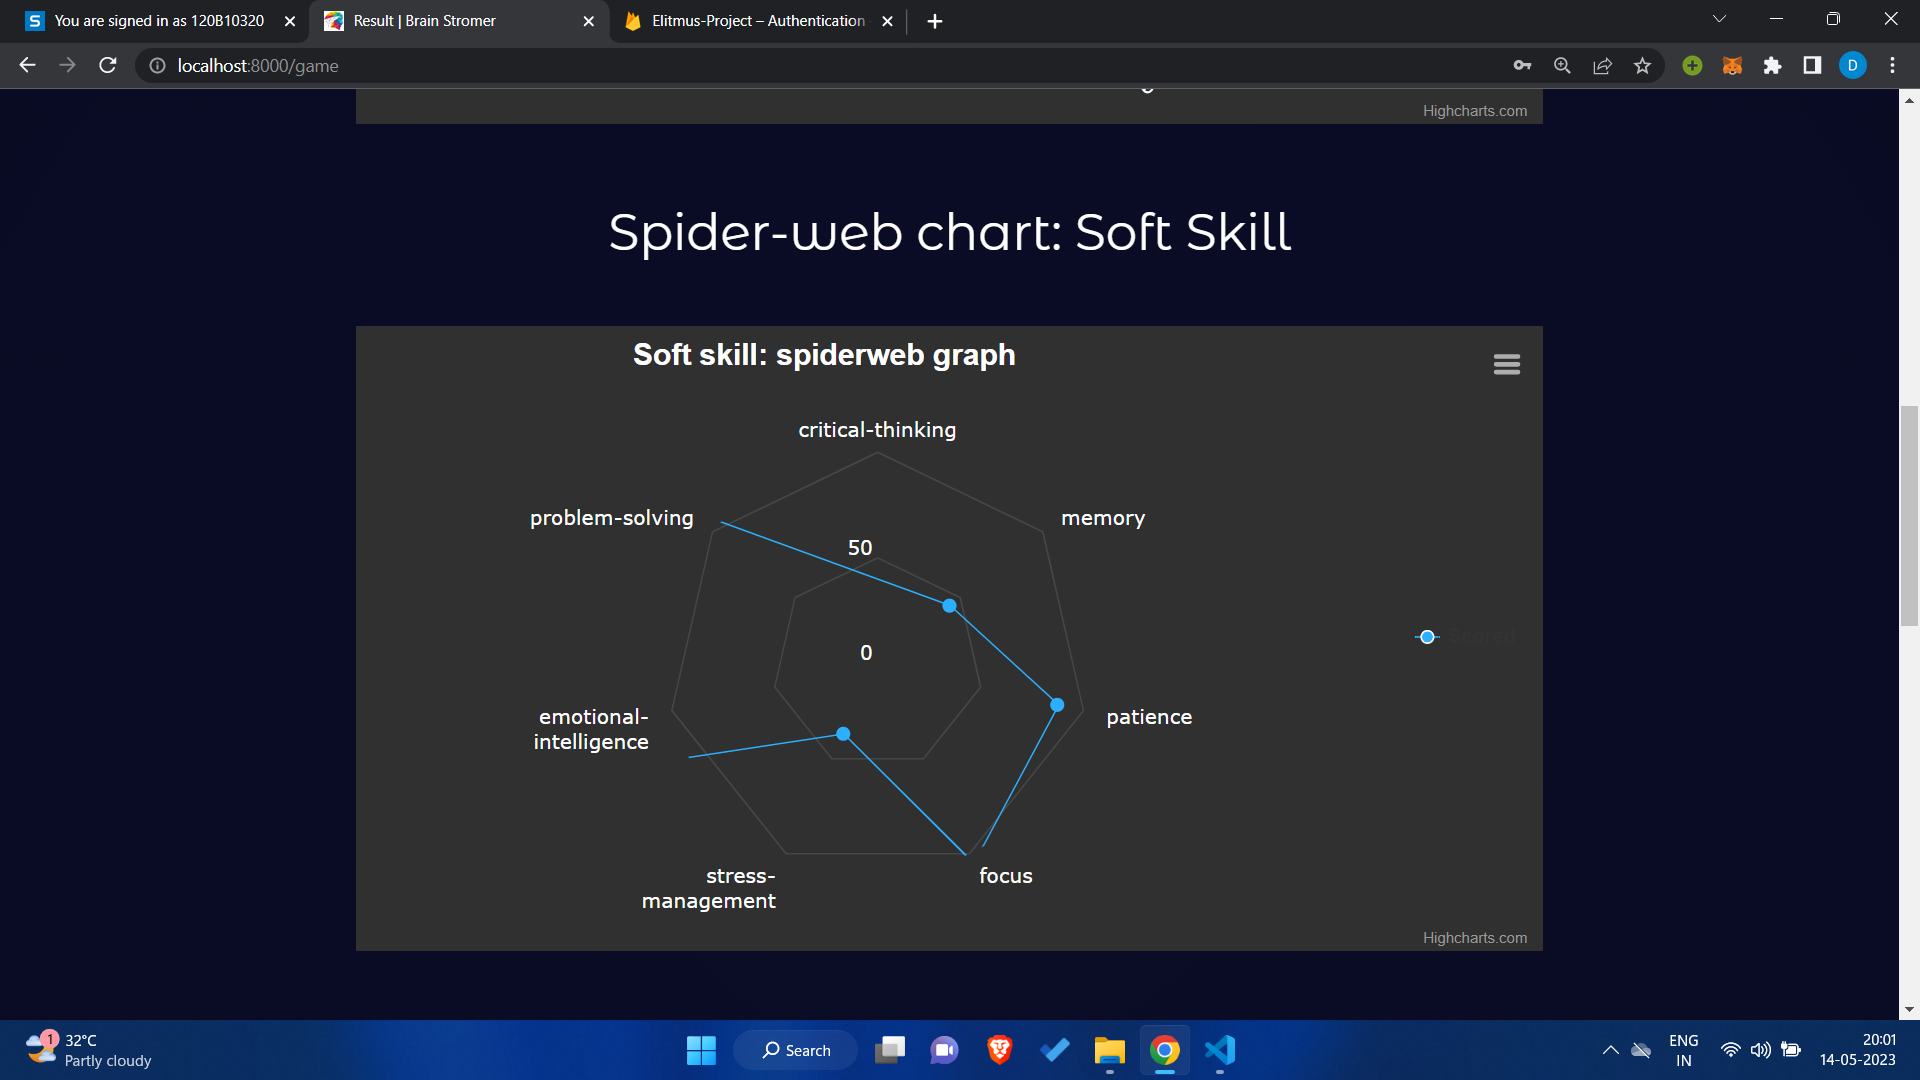 You are signed in as 120B10320
Result | Brain Stromer
Elitmus-Project – Authentication
localhost:8000/game
D
Highcharts.com
Spider-web chart: Soft Skill
Soft skill: spiderweb graph
critical-thinking
problem-solving
memory
50
0
emotional-
intelligence
patience
stress-
management
focus
Highcharts.com
1
32°C
Partly cloudy
Search
ENG
IN
20:01
14-05-2023